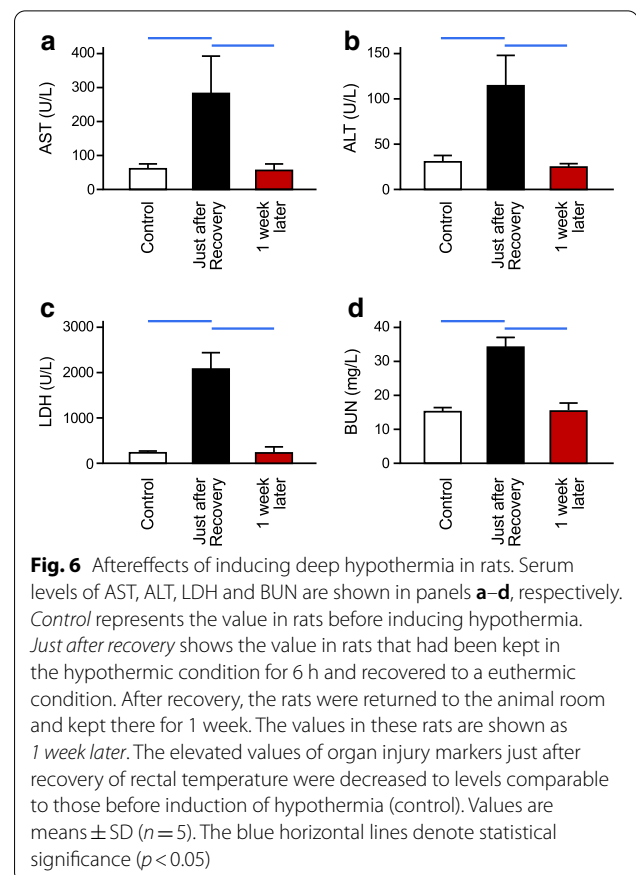 a
AST (U/L)
400
300
200
100
0
Control
Just after
Recovery
1 week
later
b
ALT (U/L)
150
100
50
0
Control
Just after
Recovery
1 week
later
c
LDH (U/L)
3000
2000
1000
0
Control
Just after
Recovery
1 week
later
d
BUN (mg/L)
40
30
20
10
0
Control
Just after
Recovery
1 week
later
Fig. 6 Aftereffects of inducing deep hypothermia in rats. Serum
levels of AST, ALT, LDH and BUN are shown in panels a–d, respectively.
Control represents the value in rats before inducing hypothermia.
Just after recovery shows the value in rats that had been kept in
the hypothermic condition for 6 h and recovered to a euthermic
condition. After recovery, the rats were returned to the animal room
and kept there for 1 week. The values in these rats are shown as
1 week later. The elevated values of organ injury markers just after
recovery of rectal temperature were decreased to levels comparable
to those before induction of hypothermia (control). Values are
means ± SD (n = 5). The blue horizontal lines denote statistical
significance (p < 0.05)